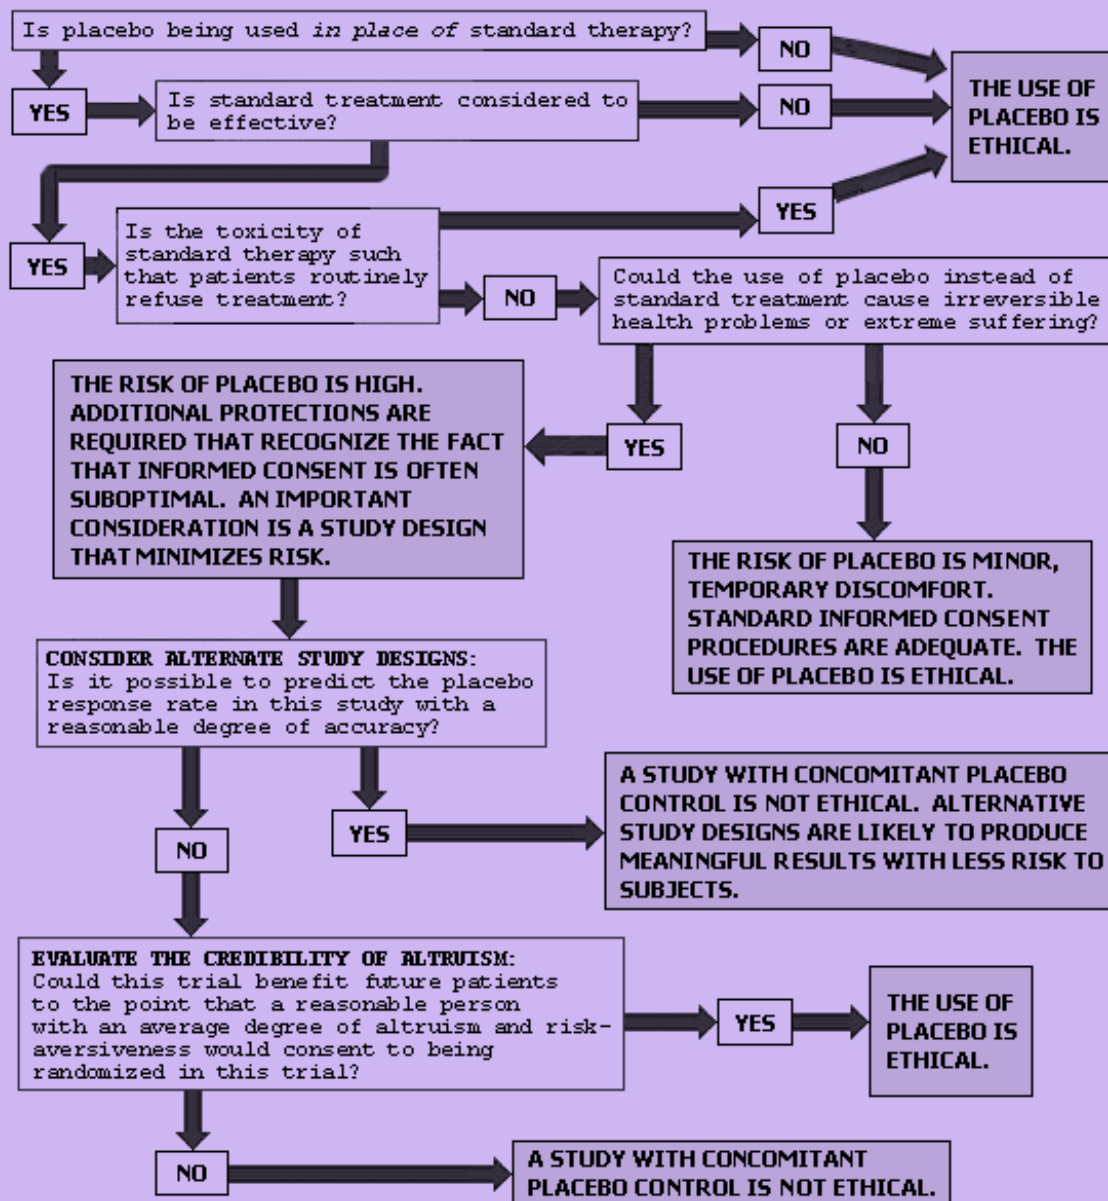 Is placebo being used in place of standard therapy?
NO
THE USE OF
PLACEBO IS
ETHICAL.
YES
Is standard treatment considered to
be effective?
NO
YES
Is the toxicity of
standard therapy such
that patients routinely
refuse treatment?
YES
NO
Could the use of placebo instead of
standard treatment cause irreversible
health problems or extreme suffering?
YES
NO
THE RISK OF PLACEBO IS HIGH.
ADDITIONAL PROTECTIONS ARE
REQUIRED THAT RECOGNIZE THE FACT
THAT INFORMED CONSENT IS OFTEN
SUBOPTIMAL. AN IMPORTANT
CONSIDERATION IS A STUDY DESIGN
THAT MINIMIZES RISK.
THE RISK OF PLACEBO IS MINOR,
TEMPORARY DISCOMFORT.
STANDARD INFORMED CONSENT
PROCEDURES ARE ADEQUATE. THE
USE OF PLACEBO IS ETHICAL.
CONSIDER ALTERNATE STUDY DESIGNS:
Is it possible to predict the placebo
response rate in this study with a
reasonable degree of accuracy?
NO
YES
A STUDY WITH CONCOMITANT PLACEBO
CONTROL IS NOT ETHICAL. ALTERNATIVE
STUDY DESIGNS ARE LIKELY TO PRODUCE
MEANINGFUL RESULTS WITH LESS RISK TO
SUBJECTS.
EVALUATE THE CREDIBILITY OF ALTRUISM:
Could this trial benefit future patients
to the point that a reasonable person
with an average degree of altruism and risk-
aversiveness would consent to being
randomized in this trial?
YES
THE USE OF
PLACEBO IS
ETHICAL.
NO
A STUDY WITH CONCOMITANT
PLACEBO CONTROL IS NOT ETHICAL.